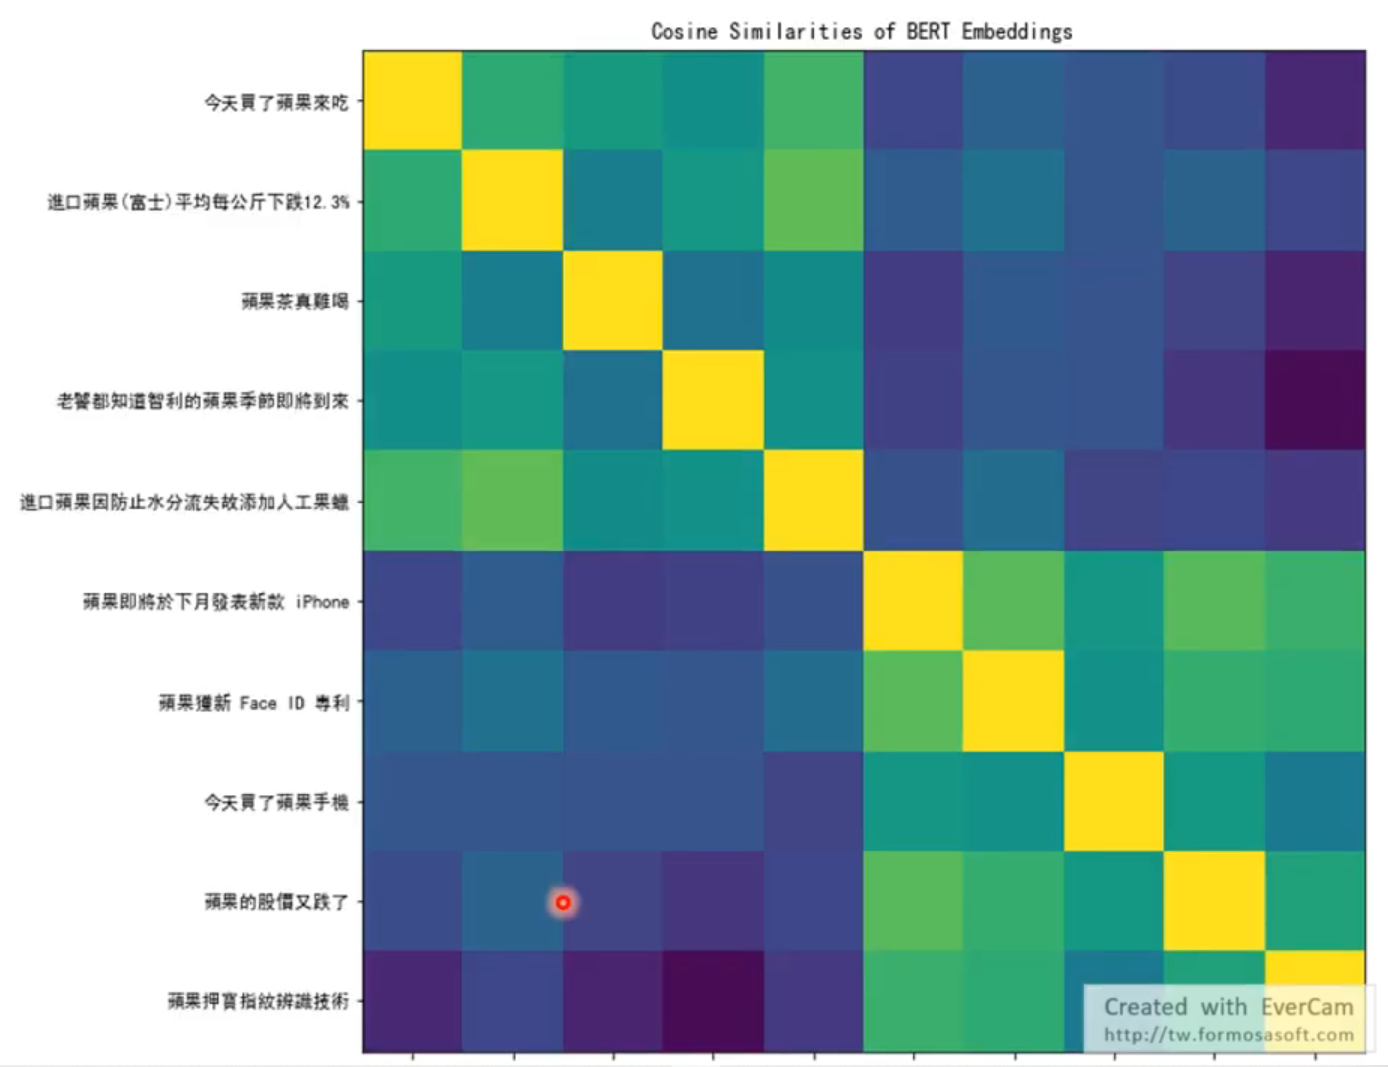 Cosine Similarities of BERT Embeddings
今天買了蘋果來吃
進口蘋果(富士)平均每公斤下跌12.3%
蘋果茶真難喝
老饕都知道智利的蘋果季節即將到來
進口蘋果因防止水分流失故添加人工果蠟
蘋果即將於下月發表新款 iPhone
蘋果獲新 Face ID 專利
今天買了蘋果手機
蘋果的股價又跌了
蘋果押寶指紋辨識技術
Created with EverCam
http://tw.formosasoft.com